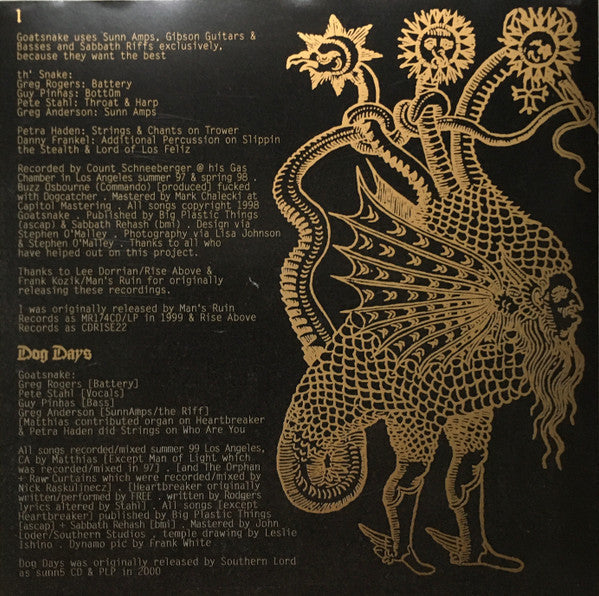 1
Goatsnake uses Sunn Amps, Gibson Guitars &
Basses and Sabbath Riffs exclusively,
because they want the best
th' Snake:
Greg Rogers: Battery
Guy Pinhas: BottÜm
Pete Stahl: Throat & Harp
Greg Anderson: Sunn Amps
Petra Haden: Strings & Chants on Trower
Danny Frankel: Additional Percussion on Slippin
the Stealth & Lord of Los Feliz
Recorded by Count Schneeberger @ his Gas
Chamber in Los Angeles summer 97 & spring 98 .
Buzz Osbourne (Commando) [produced] fucked
with Dogcatcher . Mastered by Mark Chalecki at
Capitol Mastering . All songs copyright 1998
Goatsnake . Published by Big Plastic Things
(ascap) & Sabbath Rehash (bmi) . Design via
Stephen O'Malley . Photography via Lisa Johnson
& Stephen O'Malley . Thanks to all who
have helped out on this project.
Thanks to Lee Dorrian/Rise Above &
Frank Kozik/Man's Ruin for originally
releasing these recordings.
1 was originally released by Man's Ruin
Records as MR174CD/LP in 1999 & Rise Above
Records as CDRISE22
Dog Days
Goatsnake:
Greg Rogers [Battery]
Pete Stahl [Vocals]
Guy Pinhas [Bass]
Greg Anderson [SunnAmps/the Riff]
[Matthias contributed organ on Heartbreaker
& Petra Haden did Strings on Who Are You
All songs recorded/mixed summer 99 Los Angeles,
CA by Matthias [Except Man of Light which
was recorded/mixed in 97] . [and The Orphan
+ Raw Curtains which were recorded/mixed by
Nick Raskulinecz] . [Heartbreaker originally
written/performed by FREE . written by Rodgers
lyrics altered by Stahl] . All songs [except
Heartbreaker] published by Big Plastic Things
[ascap] + Sabbath Rehash [bmi] . Mastered by John
Loder/Southern Studios . temple drawing by Leslie
Ishino . Dynamo pic by Frank White
Dog Days was originally released by Southern Lord
as sunn5 CD & PLP in 2000